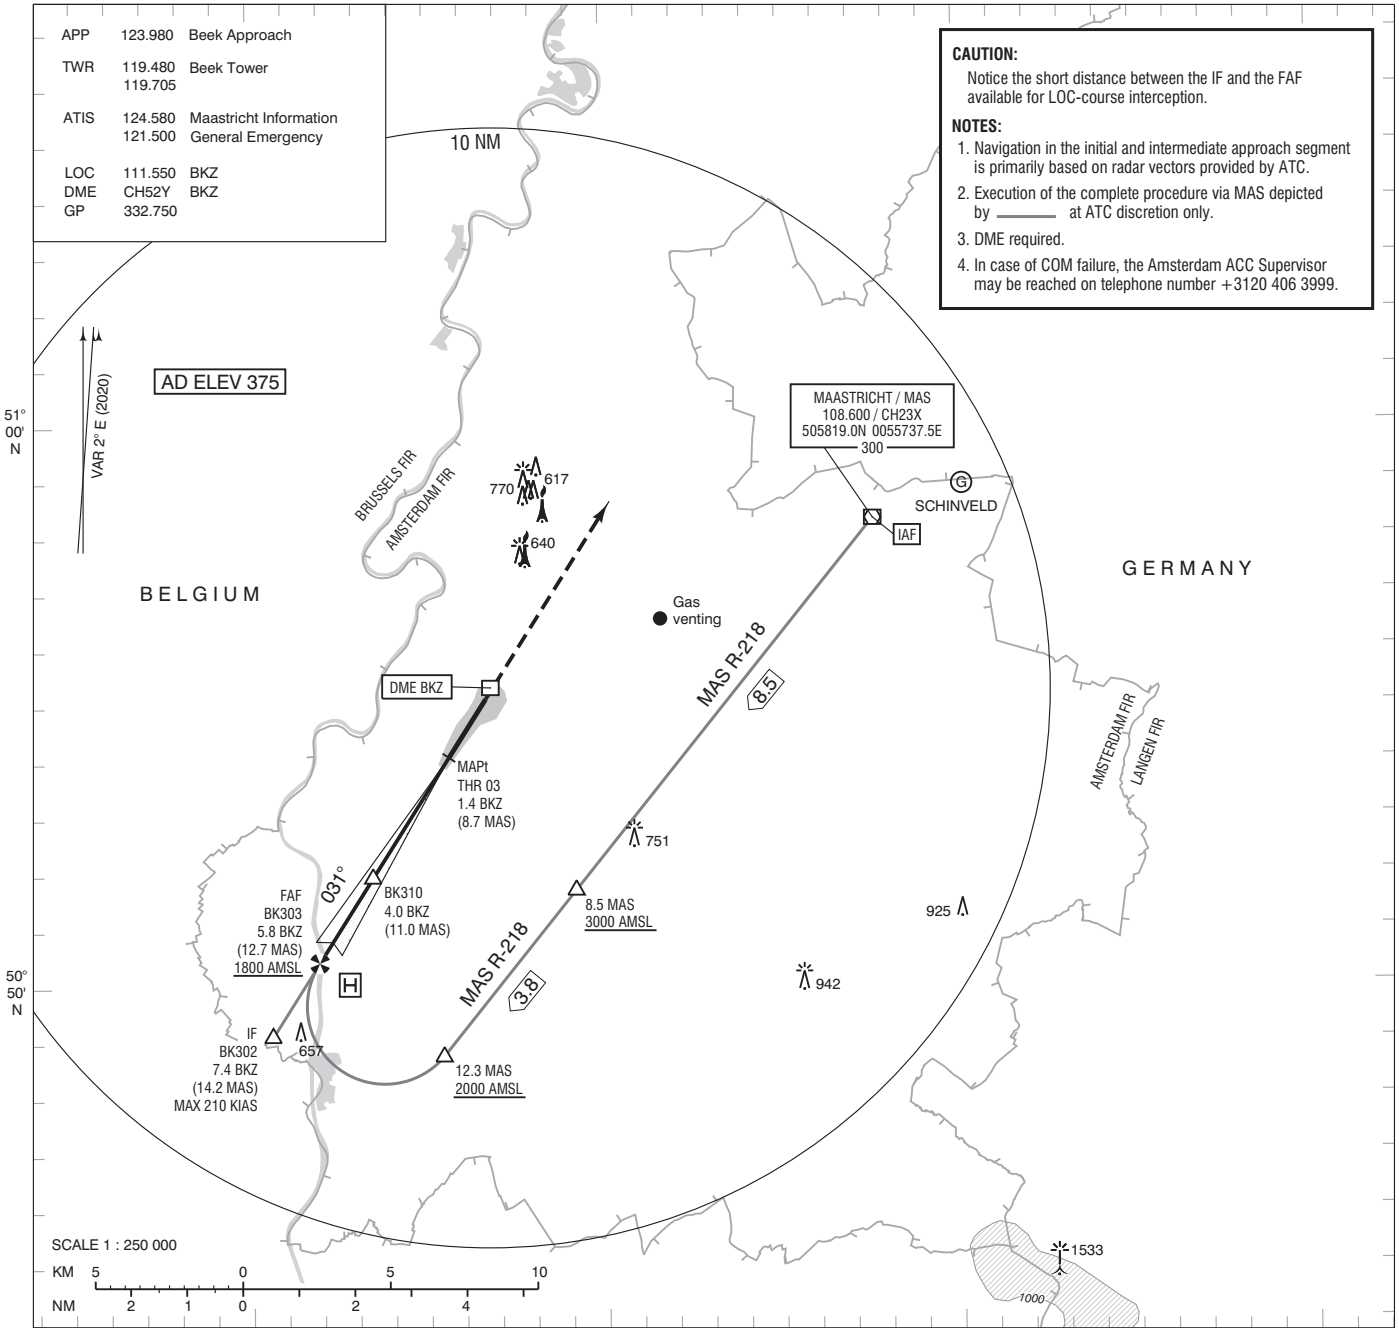 APP 123.980 Beek Approach
TWR 119.480 Beek Tower
119.705
ATIS 124.580 Maastricht Information
121.500 General Emergency
LOC 111.550 BKZ
DME CH52Y BKZ
GP 332.750
10 NM
CAUTION:
Notice the short distance between the IF and the FAF
available for LOC-course interception.
NOTES:
1. Navigation in the initial and intermediate approach segment
is primarily based on radar vectors provided by ATC.
2. Execution of the complete procedure via MAS depicted
by at ATC discretion only.
3. DME required.
4. In case of COM failure, the Amsterdam ACC Supervisor
may be reached on telephone number +3120 406 3999.
VAR 2° E (2020)
AD ELEV 375
51°
00'
N
MAASTRICHT / MAS
108.600 / CH23X
505819.0N 0055737.5E
300
BRUSSELS FIR
AMSTERDAM FIR
770
617
640
G
SCHINVELD
IAF
BELGIUM
GERMANY
Gas
venting
MAS R-218
8.5
DME BKZ
AMSTERDAM FIR
LANGEN FIR
MAPt
THR 03
1.4 BKZ
(8.7 MAS)
751
031°
BK310
4.0 BKZ
(11.0 MAS)
FAF
BK303
5.8 BKZ
(12.7 MAS)
1800 AMSL
8.5 MAS
3000 AMSL
925
MAS R-218
3.8
942
H
50°
50'
N
IF
BK302
7.4 BKZ
(14.2 MAS)
MAX 210 KIAS
657
12.3 MAS
2000 AMSL
SCALE 1 : 250 000
KM 5 0 5 10
NM 2 1 0 2 4
1533
1000